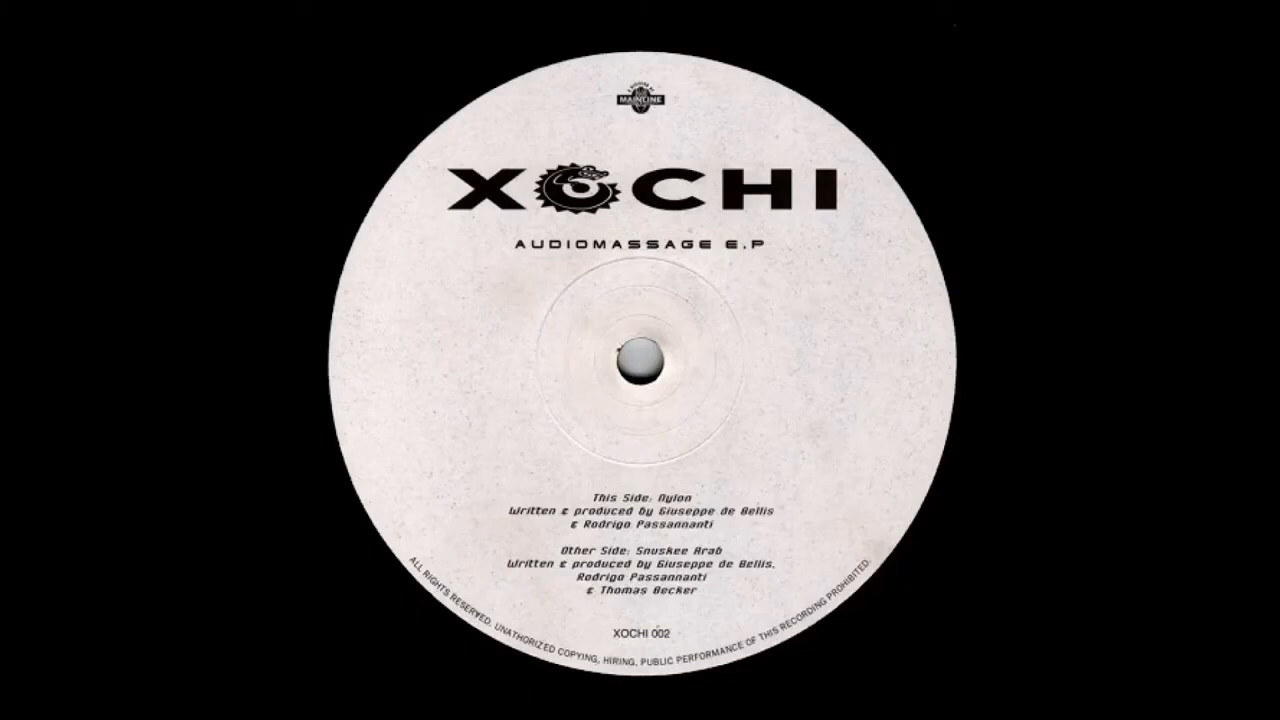 A DIVISION OF
MAINLINE
XOCHI
AUDIOMASSAGE E.P
This Side: Nylon
Written & produced by Giuseppe de Bellis
& Rodrigo Passannanti
Other Side: Snuskee Arab
Written & produced by Giuseppe de Bellis,
Rodrigo Passannanti
& Thomas Becker
XOCHI 002
ALL RIGHTS RESERVED. UNATHORIZED COPYING, HIRING, PUBLIC PERFORMANCE OF THIS RECORDING PROHIBITED.